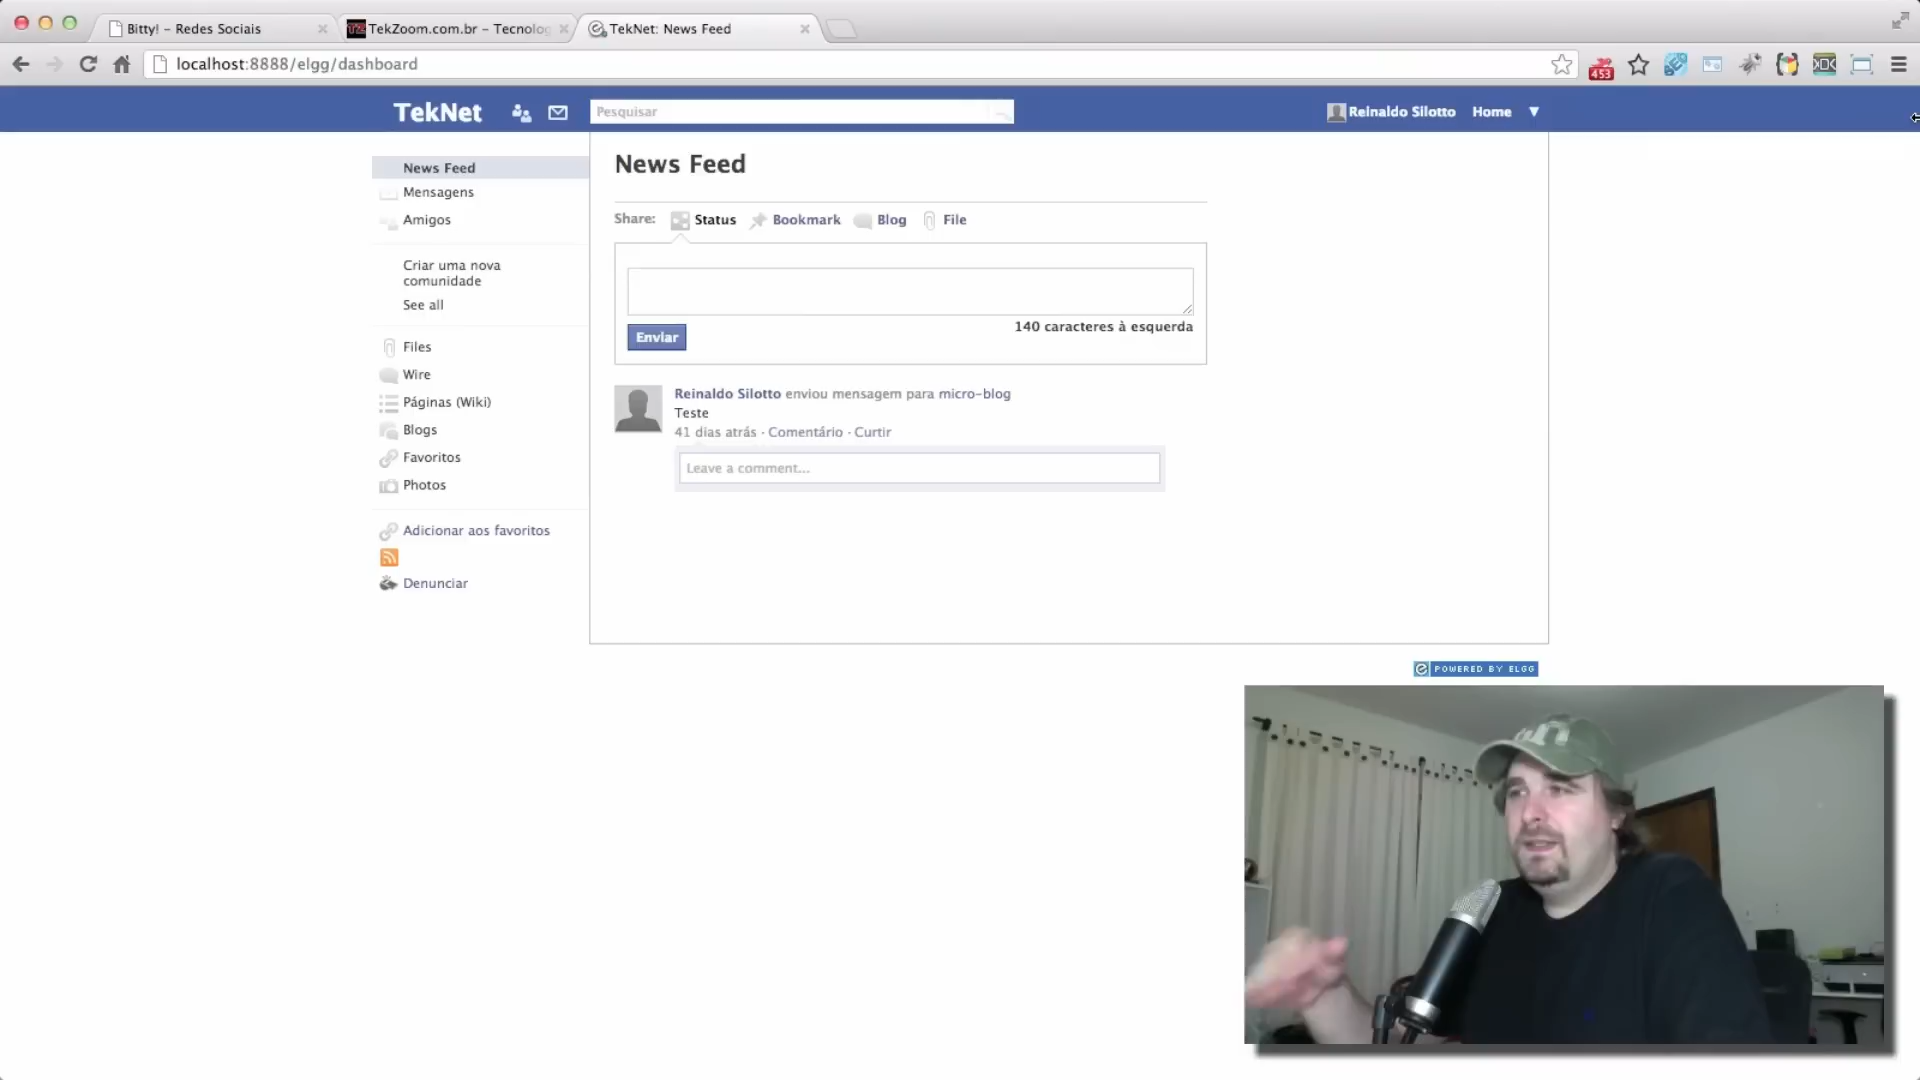 Bitty! – Redes Sociais
TekZoom.com.br – Tecnolog
TekNet: News Feed
localhost:8888/elgg/dashboard
453
TekNet
Pesquisar
Reinaldo Silotto
Home
News Feed
Mensagens
Amigos
Criar uma nova
comunidade
See all
Files
Wire
Páginas (Wiki)
Blogs
Favoritos
Photos
Adicionar aos favoritos
Denunciar
News Feed
Share: Status Bookmark Blog File
140 caracteres à esquerda
Enviar
Reinaldo Silotto enviou mensagem para micro-blog
Teste
41 dias atrás · Comentário · Curtir
Leave a comment...
POWERED BY ELGG